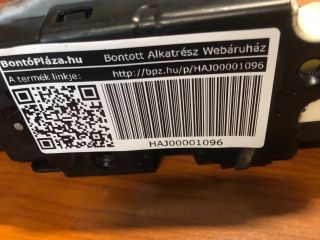 BontóPláza.hu Bontott Alkatrész Webáruház
A termék linkje: http://bpz.hu/p/HAJ00001096
HAJ00001096